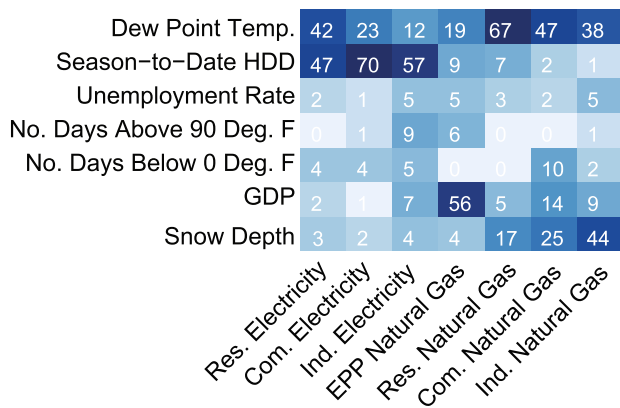 Dew Point Temp. 42 23 12 19 67 47 38
Season−to−Date HDD 47 70 57 9 7 2 1
Unemployment Rate 2 1 5 5 3 2 5
No. Days Above 90 Deg. F 0 1 9 6 0 0 1
No. Days Below 0 Deg. F 4 4 5 0 0 10 2
GDP 2 1 7 56 5 14 9
Snow Depth 3 2 4 4 17 25 44
Res. Electricity
Com. Electricity
Ind. Electricity
EPP Natural Gas
Res. Natural Gas
Com. Natural Gas
Ind. Natural Gas